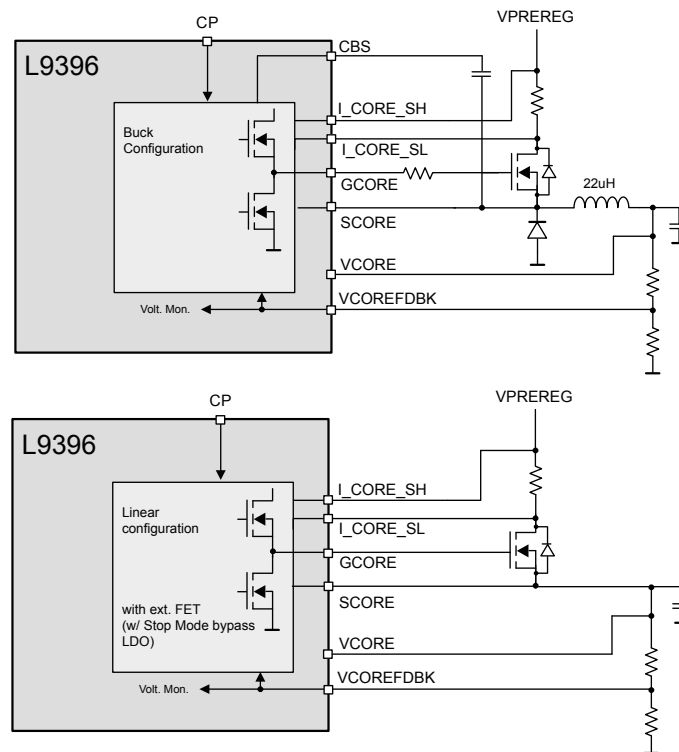 CP
VPREREG
L9396
CBS
I_CORE_SH
Buck
Configuration
I_CORE_SL
GCORE
22uH
SCORE
VCORE
Volt. Mon.
VCOREFDBK
CP
VPREREG
L9396
I_CORE_SH
Linear
configuration
I_CORE_SL
GCORE
with ext. FET
(w/ Stop Mode bypass
LDO)
SCORE
VCORE
Volt. Mon.
VCOREFDBK